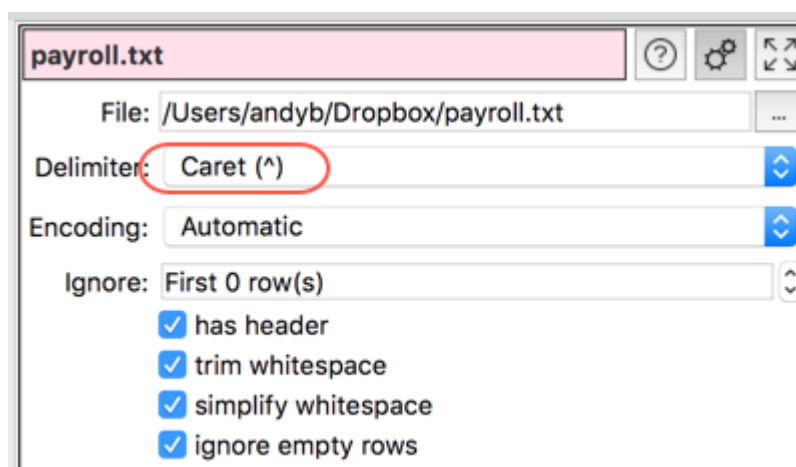 payroll.txt ?
File: /Users/andyb/Dropbox/payroll.txt ...
Delimiter: Caret (^)
Encoding: Automatic
Ignore: First 0 row(s)
has header
trim whitespace
simplify whitespace
ignore empty rows